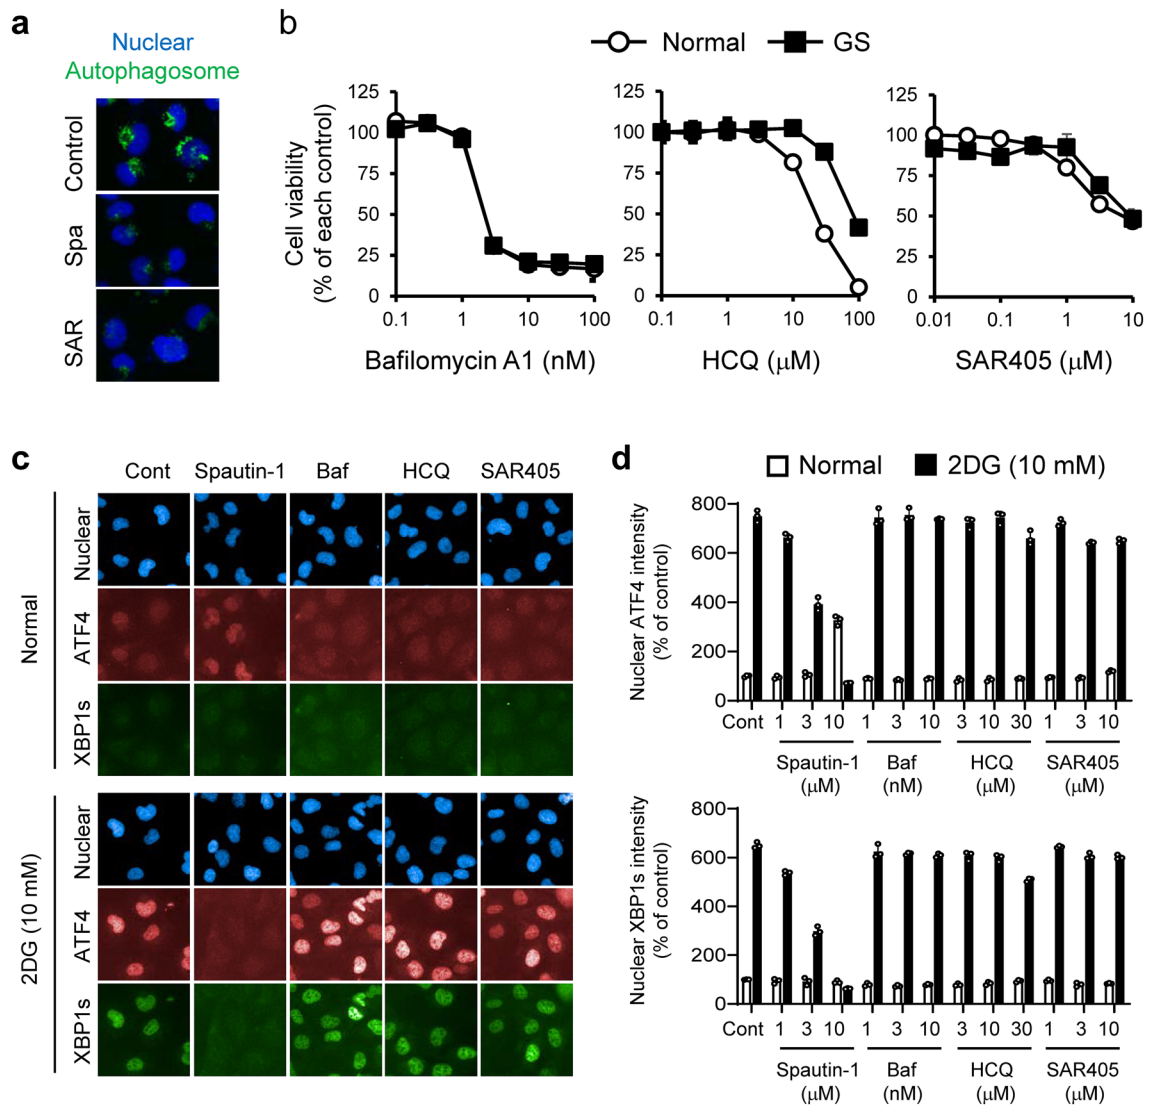 a
Nuclear
Autophagosome
Control
Spa
SAR
b
Normal
GS
Cell viability
(% of each control)
125
100
75
50
25
0
0.1
1
10
100
Bafilomycin A1 (nM)
125
100
75
50
25
0
0.1
1
10
100
HCQ (μM)
125
100
75
50
25
0
0.01
0.1
1
10
SAR405 (μM)
c
Cont
Spautin-1
Baf
HCQ
SAR405
Normal
Nuclear
ATF4
XBP1s
2DG (10 mM)
Nuclear
ATF4
XBP1s
d
Normal
2DG (10 mM)
Nuclear ATF4 intensity
(% of control)
800
600
400
200
0
Cont 1 3 10 1 3 10 3 10 30 1 3 10
Spautin-1 Baf HCQ SAR405
(μM) (nM) (μM) (μM)
Nuclear XBP1s intensity
(% of control)
800
600
400
200
0
Cont 1 3 10 1 3 10 3 10 30 1 3 10
Spautin-1 Baf HCQ SAR405
(μM) (nM) (μM) (μM)